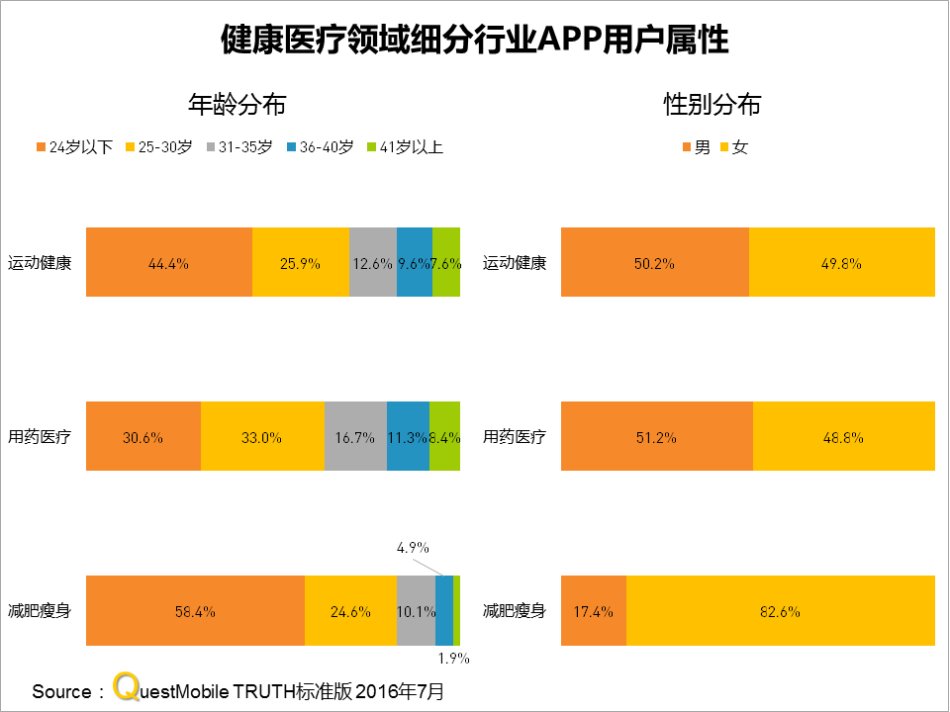 健康医疗领域细分行业APP用户属性
年龄分布
24岁以下 25-30岁 31-35岁 36-40岁 41岁以上
运动健康 44.4% 25.9% 12.6% 9.6% 7.6%
用药医疗 30.6% 33.0% 16.7% 11.3% 8.4%
4.9%
减肥瘦身 58.4% 24.6% 10.1%
1.9%
性别分布
男 女
运动健康 50.2% 49.8%
用药医疗 51.2% 48.8%
减肥瘦身 17.4% 82.6%
Source：QuestMobile TRUTH标准版 2016年7月